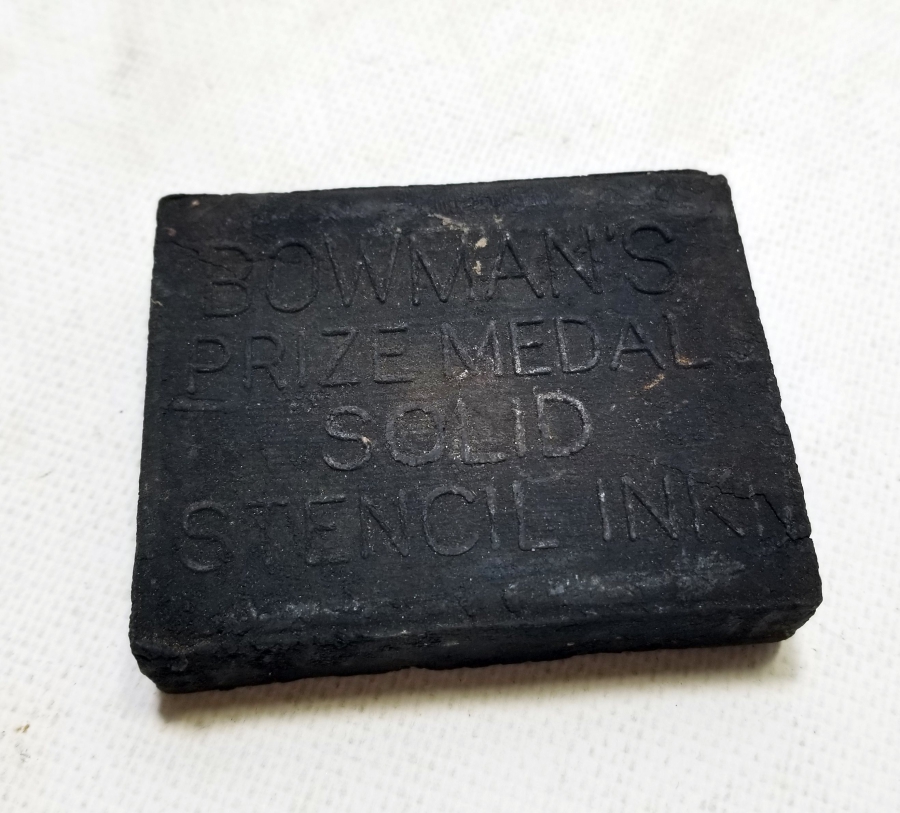 BOWMAN'S
PRIZE MEDAL
SOLID
STENCIL INK